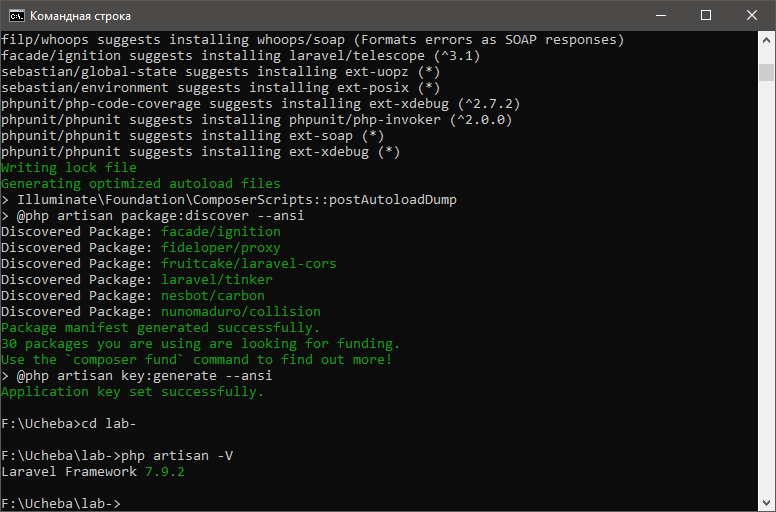 Командная строка
filp/whoops suggests installing whoops/soap (Formats errors as SOAP responses)
facade/ignition suggests installing laravel/telescope (^3.1)
sebastian/global-state suggests installing ext-uopz (*)
sebastian/environment suggests installing ext-posix (*)
phpunit/php-code-coverage suggests installing ext-xdebug (^2.7.2)
phpunit/phpunit suggests installing phpunit/php-invoker (^2.0.0)
phpunit/phpunit suggests installing ext-soap (*)
phpunit/phpunit suggests installing ext-xdebug (*)
Writing lock file
Generating optimized autoload files
> Illuminate\Foundation\ComposerScripts::postAutoloadDump
> @php artisan package:discover --ansi
Discovered Package: facade/ignition
Discovered Package: fideloper/proxy
Discovered Package: fruitcake/laravel-cors
Discovered Package: laravel/tinker
Discovered Package: nesbot/carbon
Discovered Package: nunomaduro/collision
Package manifest generated successfully.
30 packages you are using are looking for funding.
Use the `composer fund` command to find out more!
> @php artisan key:generate --ansi
Application key set successfully.
F:\Ucheba>cd lab-
F:\Ucheba\lab->php artisan -V
Laravel Framework 7.9.2
F:\Ucheba\lab->